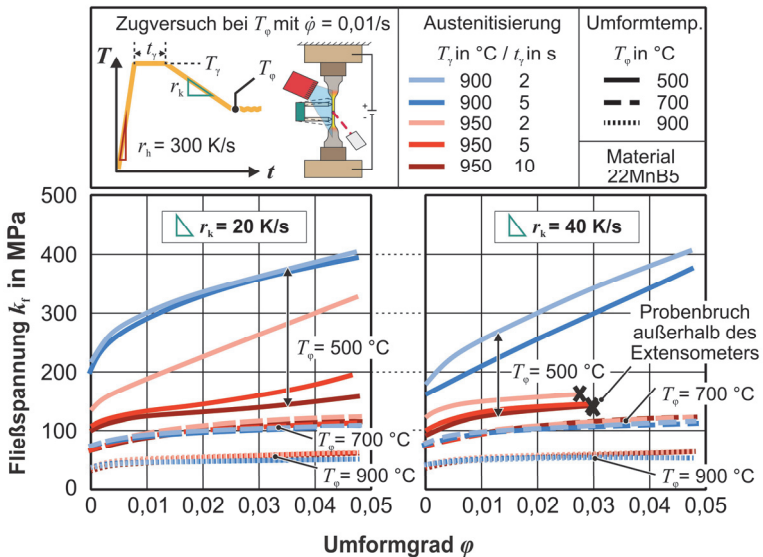 Zugversuch bei Tφ mit φ̇ = 0,01/s
T
tγ
Tγ
Tφ
rk
rh = 300 K/s
t
+
-
Austenitisierung
Tγ in °C / tγ in s
900 2
900 5
950 2
950 5
950 10
Umformtemp.
Tφ in °C
500
700
900
Material
22MnB5
Fließspannung kf in MPa
500
400
300
200
100
0
rk = 20 K/s
Tφ = 500 °C
Tφ = 700 °C
Tφ = 900 °C
0 0,01 0,02 0,03 0,04 0,05
rk = 40 K/s
Probenbruch
außerhalb des
Extensometers
Tφ = 500 °C
Tφ = 700 °C
Tφ = 900 °C
0 0,01 0,02 0,03 0,04 0,05
Umformgrad φ